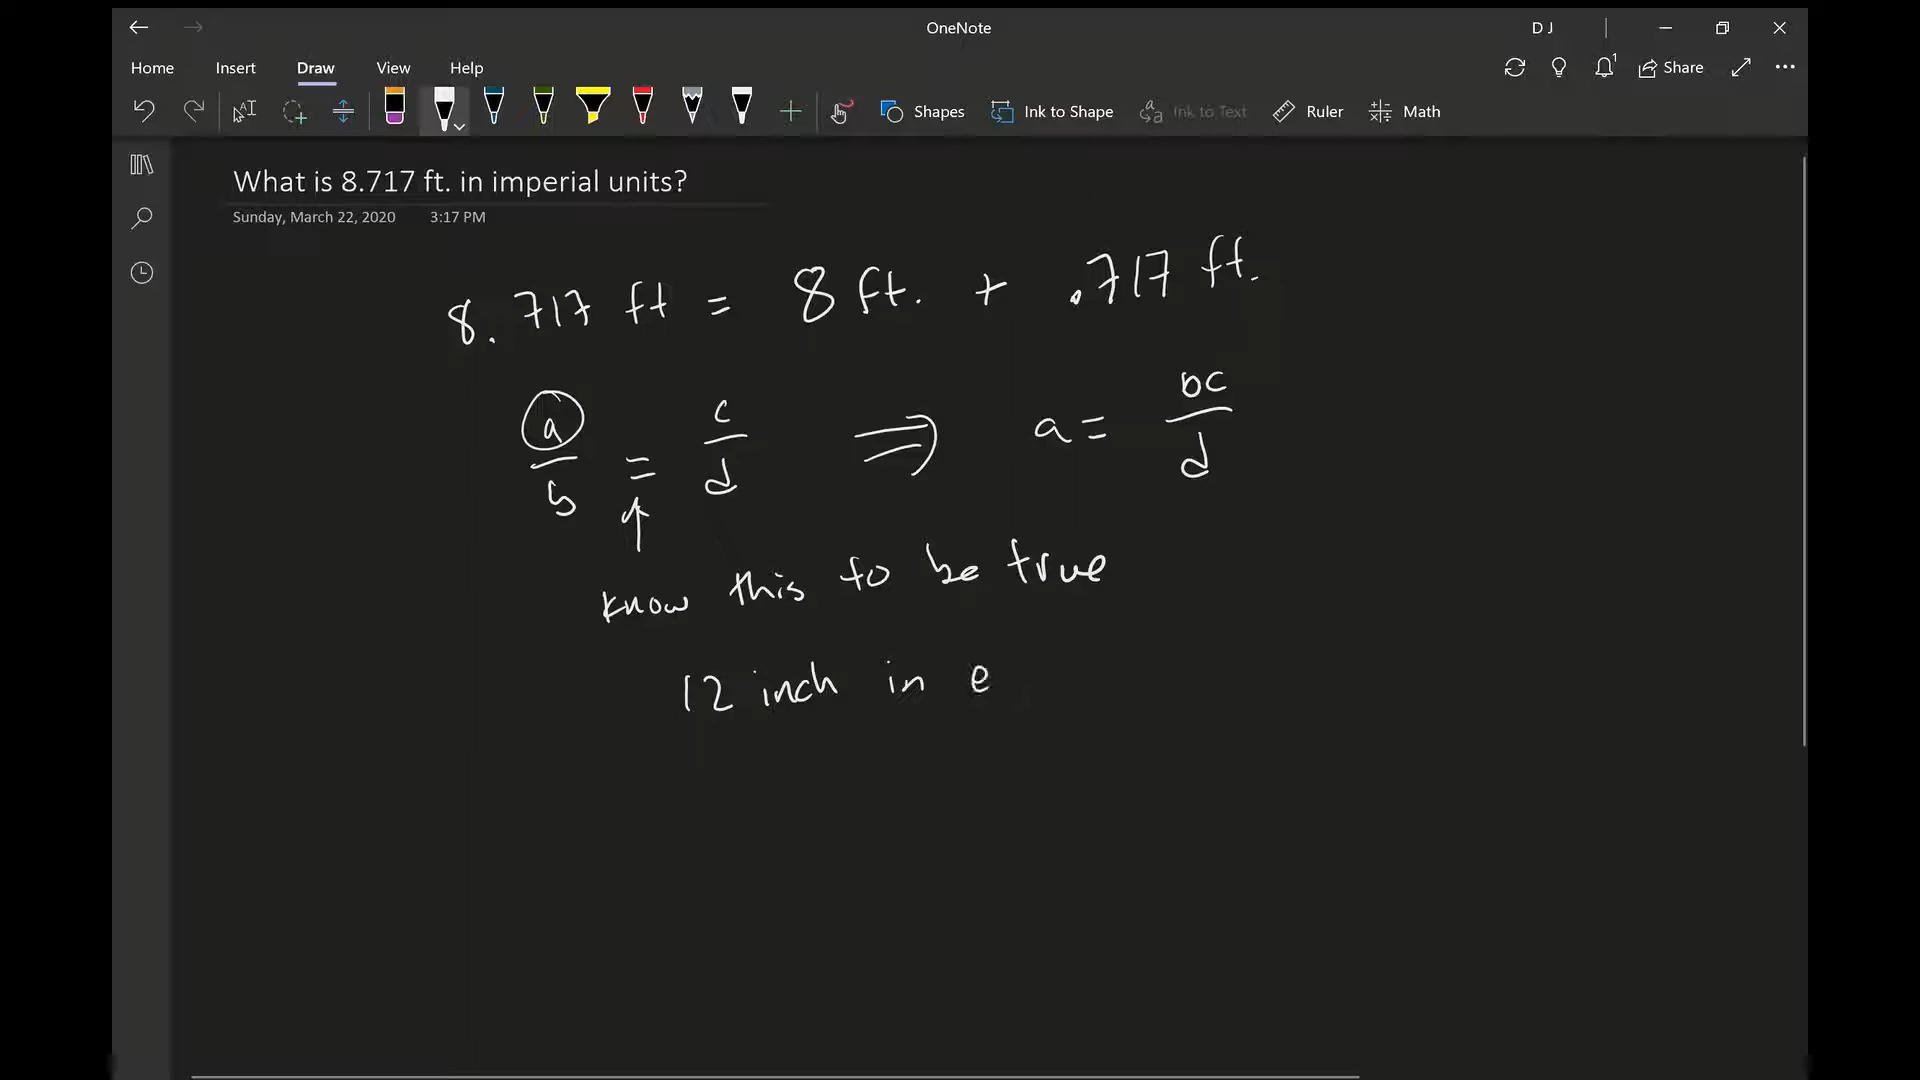 OneNote
D J
Home Insert Draw View Help
1 Share
Shapes Ink to Shape Ink to Text Ruler Math
What is 8.717 ft. in imperial units?
Sunday, March 22, 2020 3:17 PM
8.717 ft = 8 ft. + .717 ft.
a/b = c/d ⇒ a = bc/d
↑
know this to be true
12 inch in e